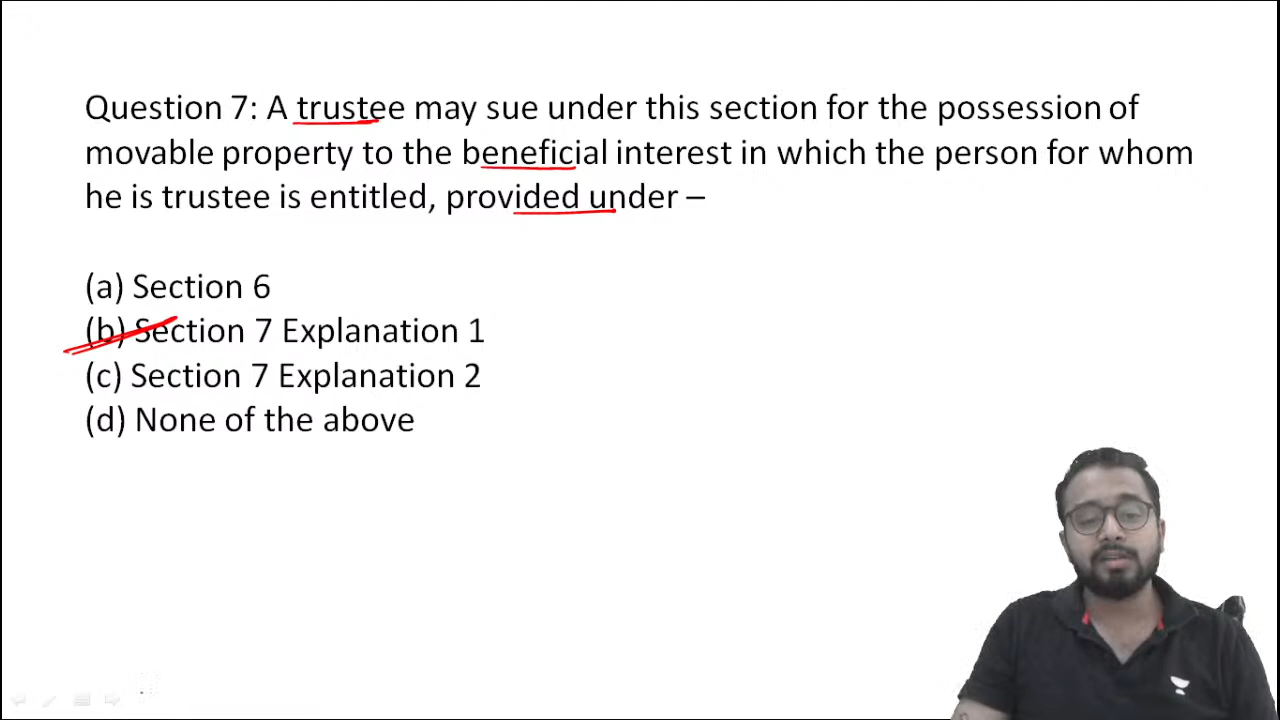 Question 7: A trustee may sue under this section for the possession of
movable property to the beneficial interest in which the person for whom
he is trustee is entitled, provided under –
(a) Section 6
(b) Section 7 Explanation 1
(c) Section 7 Explanation 2
(d) None of the above